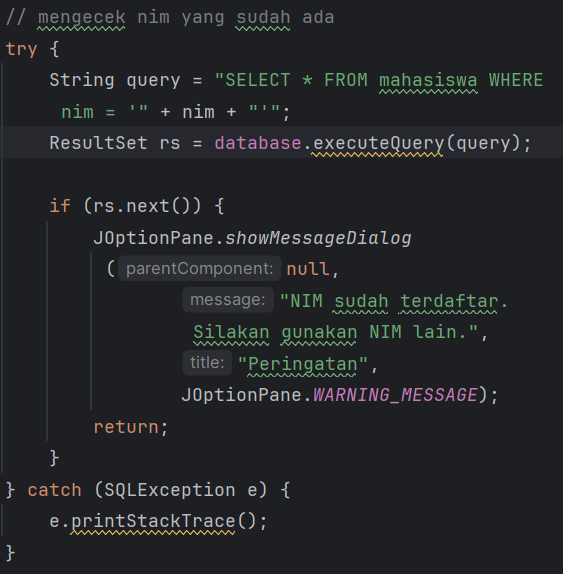 // mengecek nim yang sudah ada
try {
String query = "SELECT * FROM mahasiswa WHERE
nim = '" + nim + "'";
ResultSet rs = database.executeQuery(query);
if (rs.next()) {
JOptionPane.showMessageDialog
( parentComponent: null,
message: "NIM sudah terdaftar.
Silakan gunakan NIM lain.",
title: "Peringatan",
JOptionPane.WARNING_MESSAGE);
return;
}
} catch (SQLException e) {
e.printStackTrace();
}